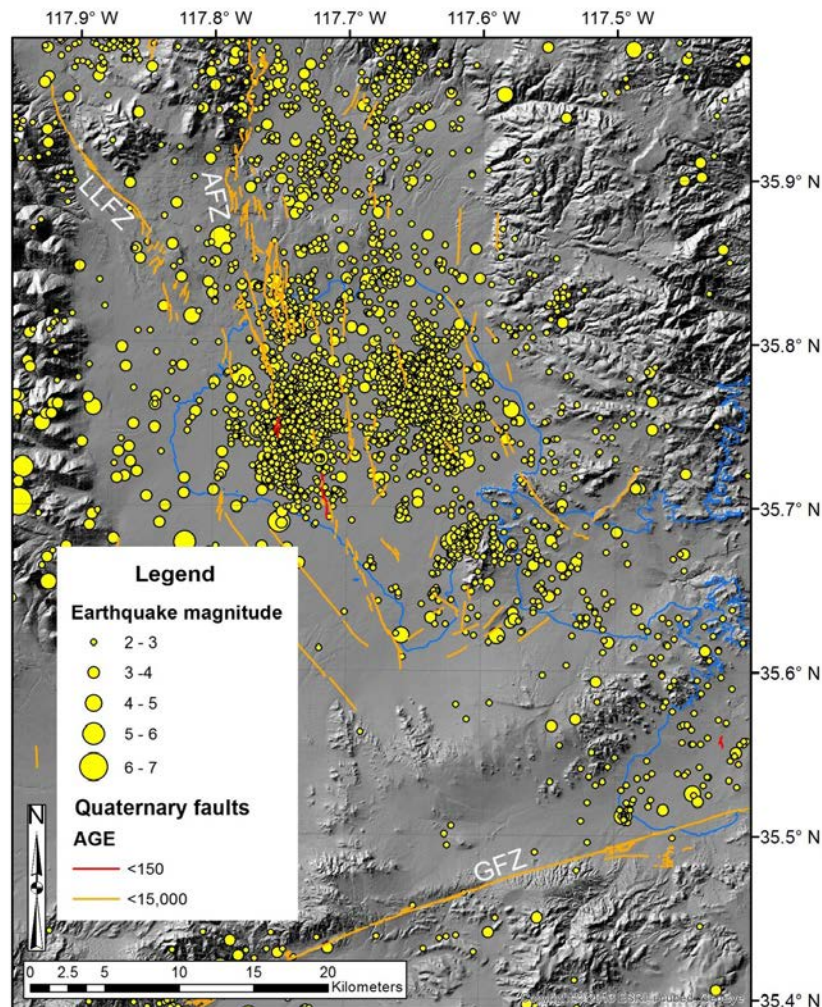 117.9° W 117.8° W 117.7° W 117.6° W 117.5° W
LLFZ
AFZ
35.9° N
35.8° N
35.7° N
Legend
Earthquake magnitude
2 - 3
3 -4
4 - 5
5 - 6
6 - 7
35.6° N
Quaternary faults
AGE
<150
<15,000
35.5° N
GFZ
N
0 2.5 5 10 15 20
Kilometers
35.4° N